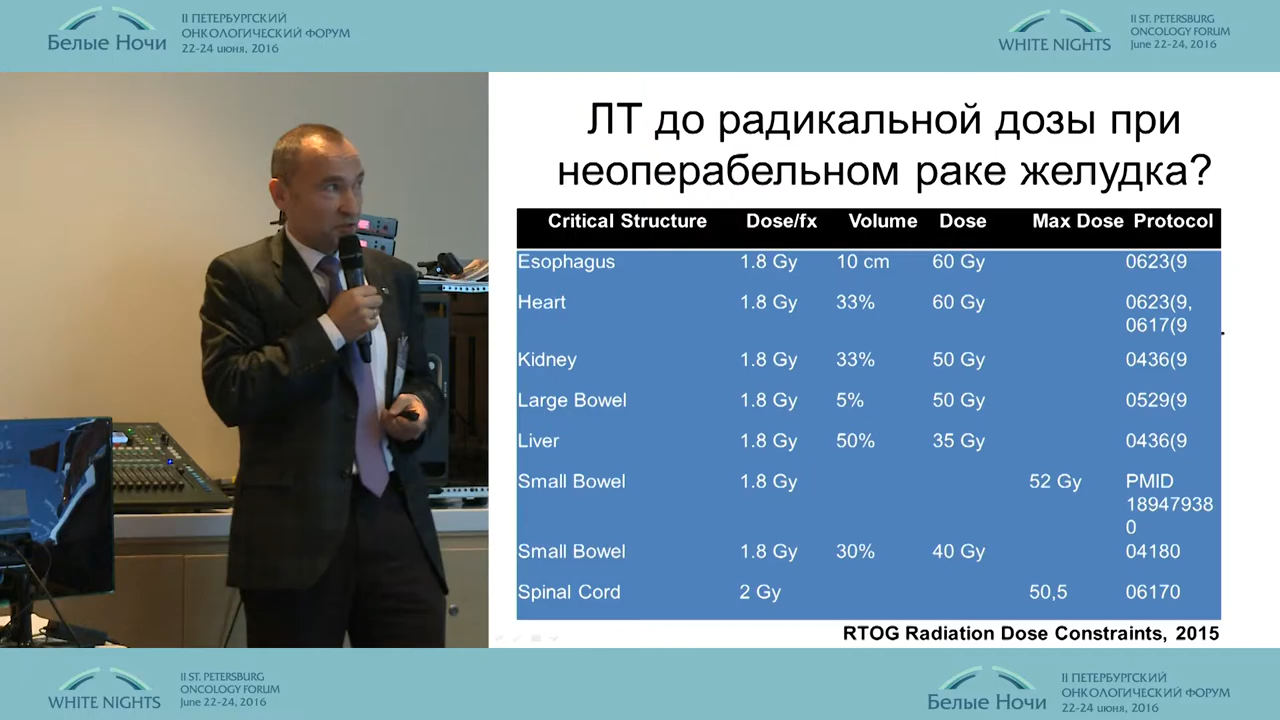 II ПЕТЕРБУРГСКИЙ
ОНКОЛОГИЧЕСКИЙ ФОРУМ
Белые Ночи
22-24 июня, 2016
II ST. PETERSBURG
ONCOLOGY FORUM
WHITE NIGHTS
June 22-24, 2016
ЛТ до радикальной дозы при
неоперабельном раке желудка?
Critical Structure Dose/fx Volume Dose Max Dose Protocol
Esophagus 1.8 Gy 10 cm 60 Gy 0623(9
Heart 1.8 Gy 33% 60 Gy 0623(9,
0617(9
Kidney 1.8 Gy 33% 50 Gy 0436(9
Large Bowel 1.8 Gy 5% 50 Gy 0529(9
Liver 1.8 Gy 50% 35 Gy 0436(9
Small Bowel 1.8 Gy 52 Gy PMID
18947938
0
Small Bowel 1.8 Gy 30% 40 Gy 04180
Spinal Cord 2 Gy 50,5 06170
RTOG Radiation Dose Constraints, 2015
II ST. PETERSBURG
ONCOLOGY FORUM
WHITE NIGHTS
June 22-24, 2016
II ПЕТЕРБУРГСКИЙ
ОНКОЛОГИЧЕСКИЙ ФОРУМ
Белые Ночи
22-24 июня, 2016